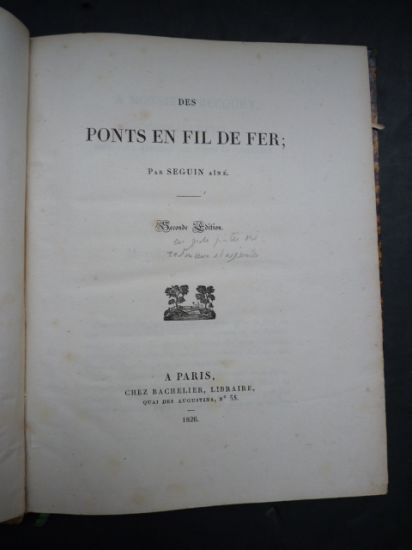 DES
PONTS EN FIL DE FER;
PAR SEGUIN AÎNÉ.
Seconde Édition.
A PARIS,
CHEZ BACHELIER, LIBRAIRE,
QUAI DES AUGUSTINS, N° 55.
1826.